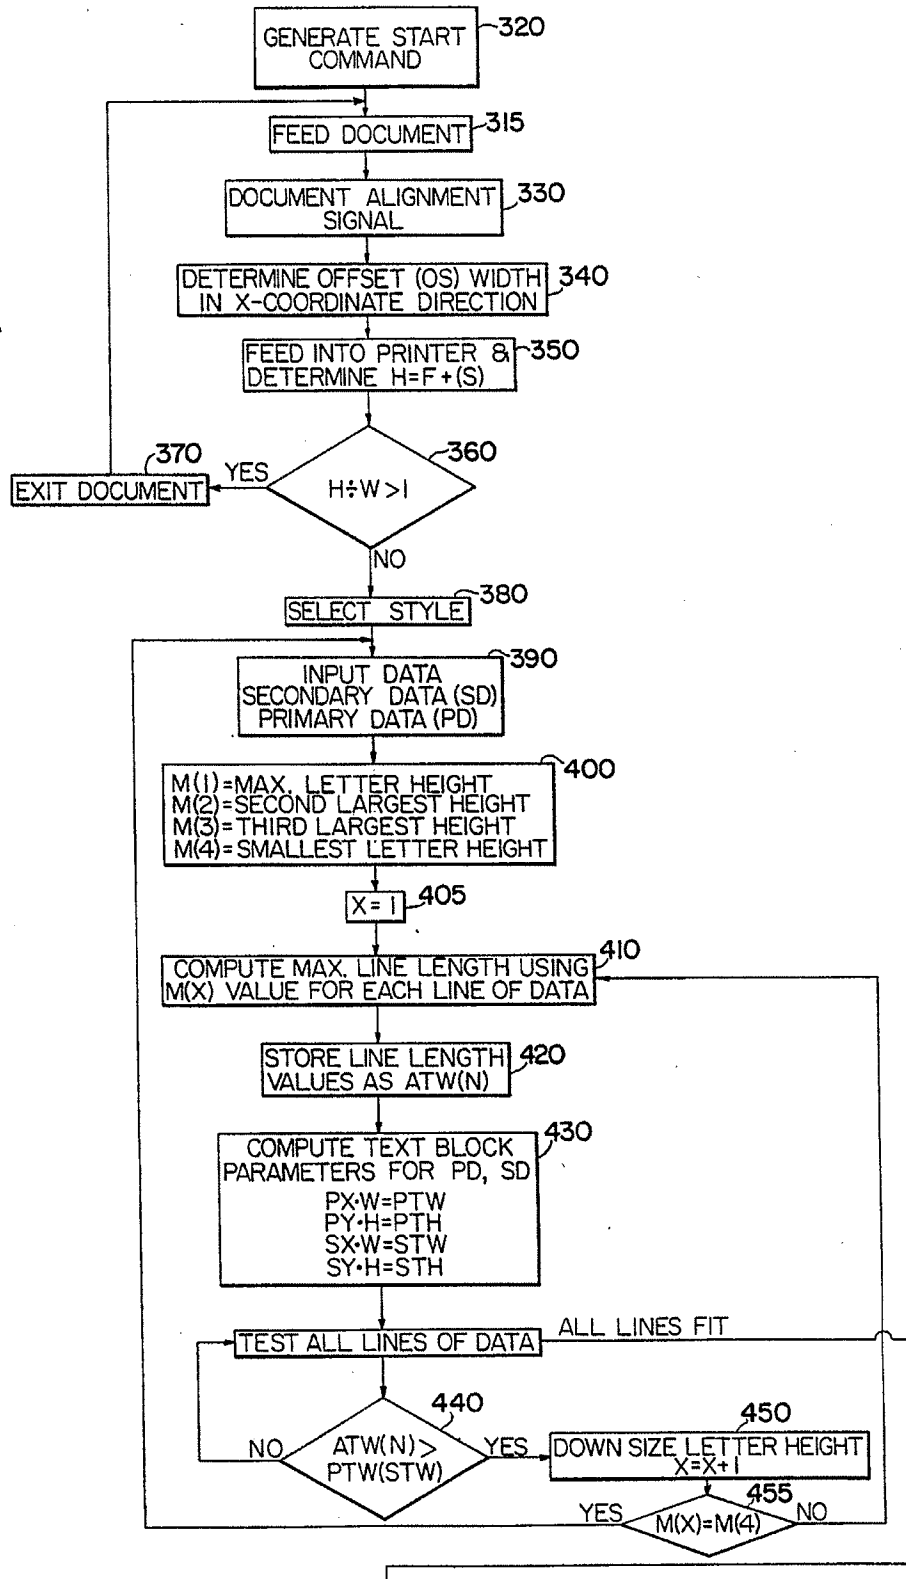 GENERATE START
COMMAND
320
FEED DOCUMENT
315
DOCUMENT ALIGNMENT
SIGNAL
330
DETERMINE OFFSET (OS) WIDTH
IN X-COORDINATE DIRECTION
340
FEED INTO PRINTER &
DETERMINE H=F+(S)
350
360
H÷W>1
YES
370
EXIT DOCUMENT
NO
SELECT STYLE
380
390
INPUT DATA
SECONDARY DATA (SD)
PRIMARY DATA (PD)
400
M(1)=MAX. LETTER HEIGHT
M(2)=SECOND LARGEST HEIGHT
M(3)=THIRD LARGEST HEIGHT
M(4)=SMALLEST LETTER HEIGHT
X=1
405
410
COMPUTE MAX. LINE LENGTH USING
M(X) VALUE FOR EACH LINE OF DATA
STORE LINE LENGTH
VALUES AS ATW(N)
420
430
COMPUTE TEXT BLOCK
PARAMETERS FOR PD, SD
PX·W=PTW
PY·H=PTH
SX·W=STW
SY·H=STH
TEST ALL LINES OF DATA
ALL LINES FIT
440
ATW(N)>
PTW(STW)
NO
YES
450
DOWN SIZE LETTER HEIGHT
X=X+1
455
M(X)=M(4)
YES
NO